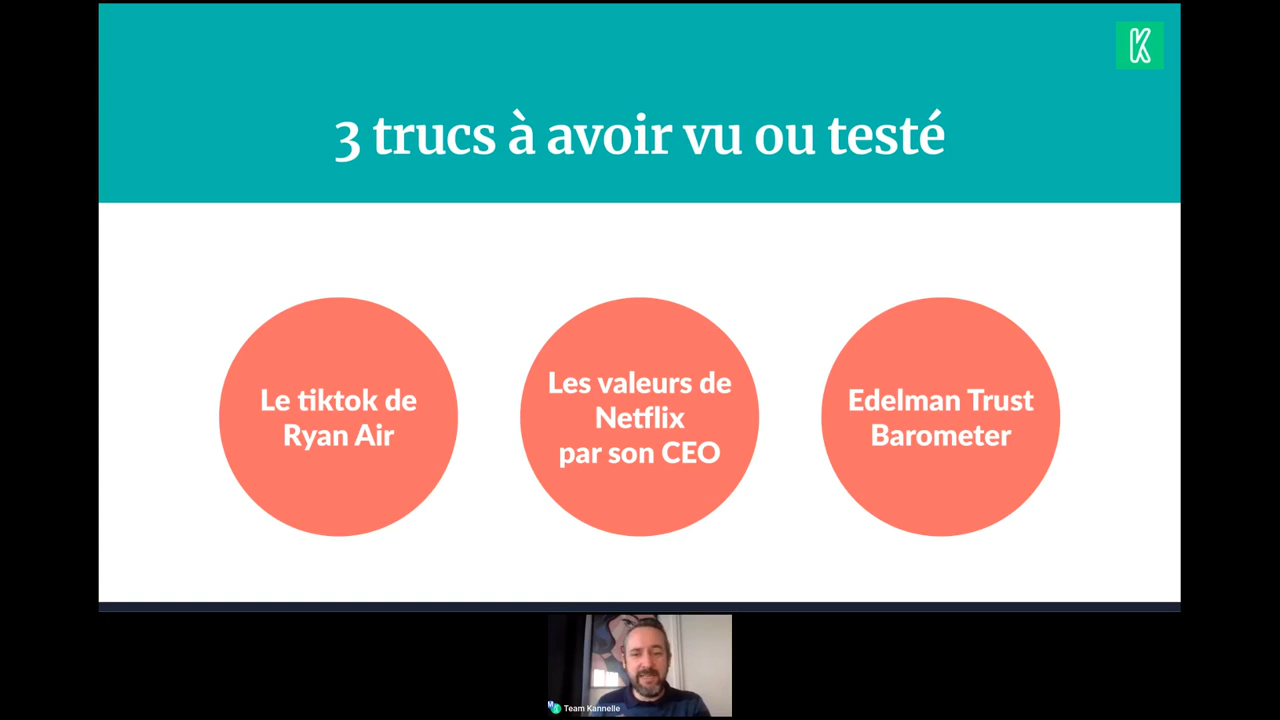 K
3 trucs à avoir vu ou testé
Le tiktok de
Ryan Air
Les valeurs de
Netflix
par son CEO
Edelman Trust
Barometer
Team Kannelle